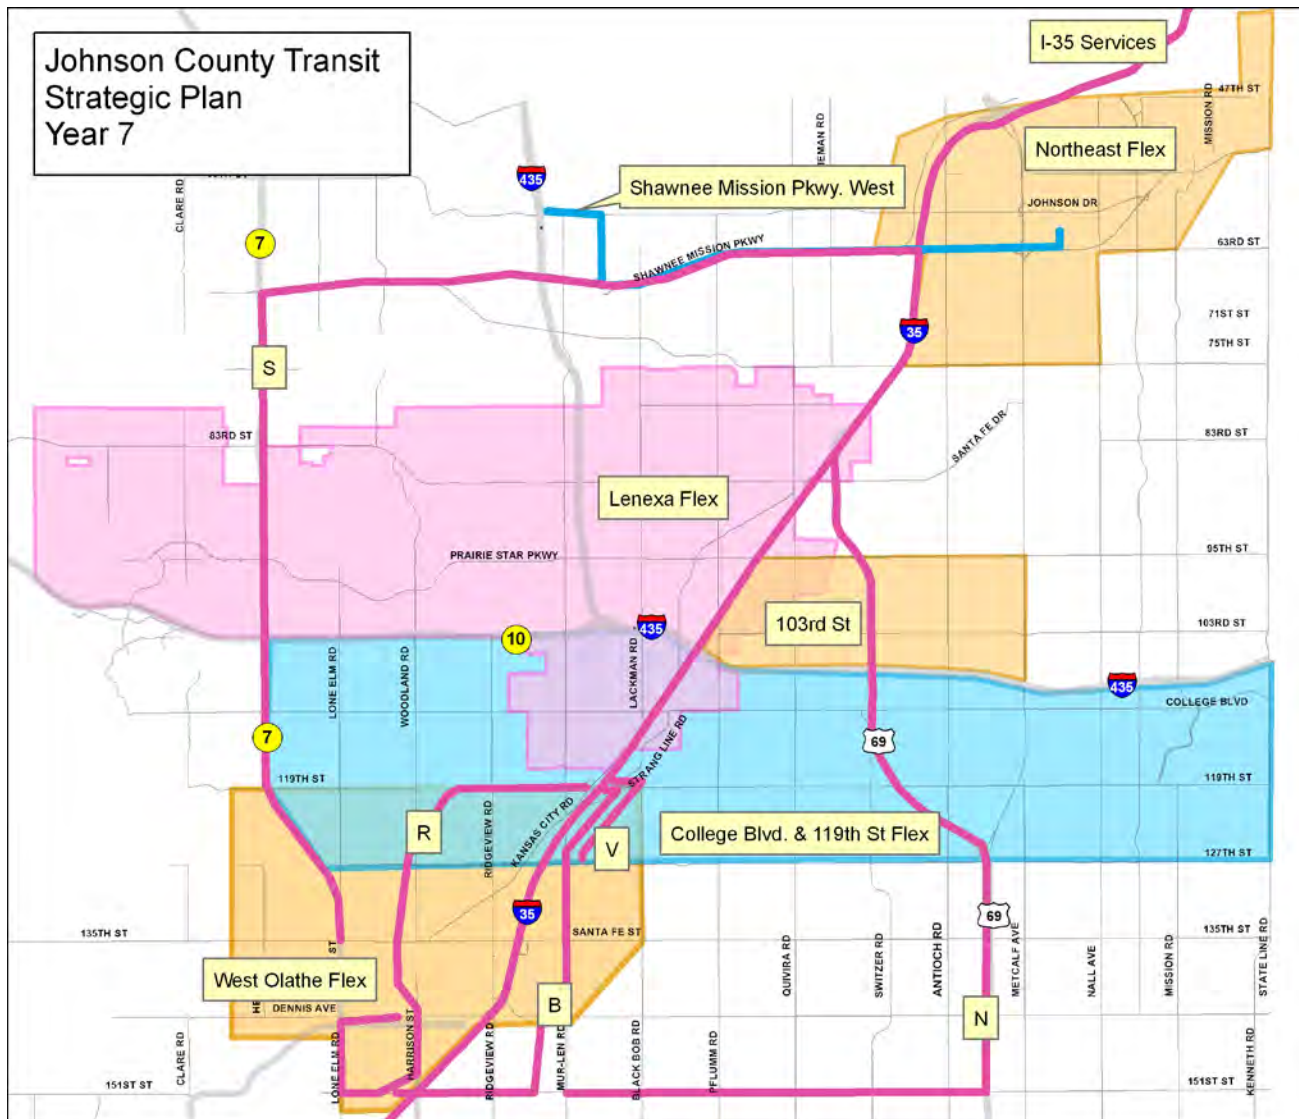 Johnson County Transit
Strategic Plan
Year 7
I-35 Services
47TH ST
MISSION RD
Northeast Flex
435
Shawnee Mission Pkwy. West
CLARE RD
JOHNSON DR
7
SHAWNEE MISSION PKWY
63RD ST
71ST ST
35
75TH ST
S
83RD ST
83RD ST
SANTA FE DR
Lenexa Flex
PRAIRIE STAR PKWY
95TH ST
103rd St
10
435
103RD ST
LONE ELM RD
WOODLAND RD
LACKMAN RD
435
COLLEGE BLVD
7
69
STRANG LINE RD
119TH ST
119TH ST
RIDGEVIEW RD
KANSAS CITY RD
R
V
College Blvd. & 119th St Flex
127TH ST
35
69
135TH ST
ST
SANTA FE ST
135TH ST
QUIVIRA RD
SWITZER RD
ANTIOCH RD
METCALF AVE
NALL AVE
MISSION RD
STATE LINE RD
West Olathe Flex
DENNIS AVE
B
N
CLARE RD
LONE ELM RD
HARRISON ST
RIDGEVIEW RD
MUR-LEN RD
BLACK BOB RD
PFLUMM RD
KENNETH RD
151ST ST
151ST ST